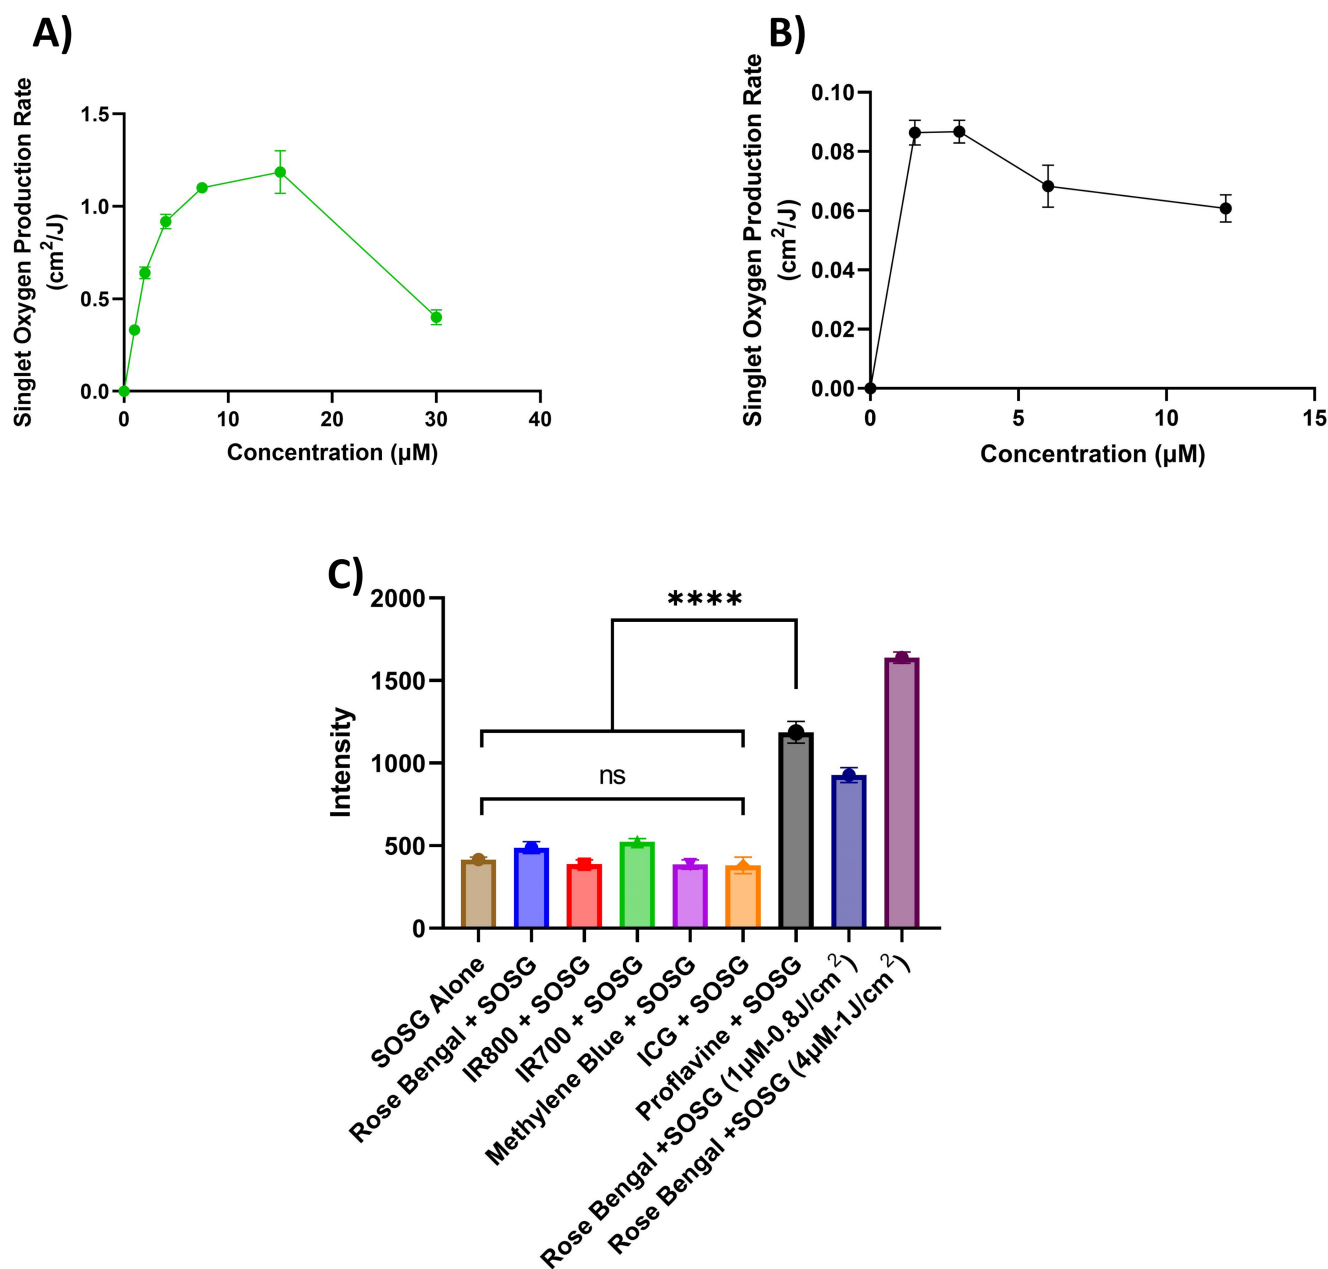 A)
Singlet Oxygen Production Rate
(cm²/J)
1.5
1.0
0.5
0.0
0 10 20 30 40
Concentration (µM)
B)
Singlet Oxygen Production Rate
(cm²/J)
0.10
0.08
0.06
0.04
0.02
0.00
0 5 10 15
Concentration (µM)
C)
Intensity
2000
1500
1000
500
0
****
ns
SOSG Alone
Rose Bengal + SOSG
IR800 + SOSG
IR700 + SOSG
Methylene Blue + SOSG
ICG + SOSG
Proflavine + SOSG
Rose Bengal +SOSG (1µM-0.8J/cm²)
Rose Bengal +SOSG (4µM-1J/cm²)